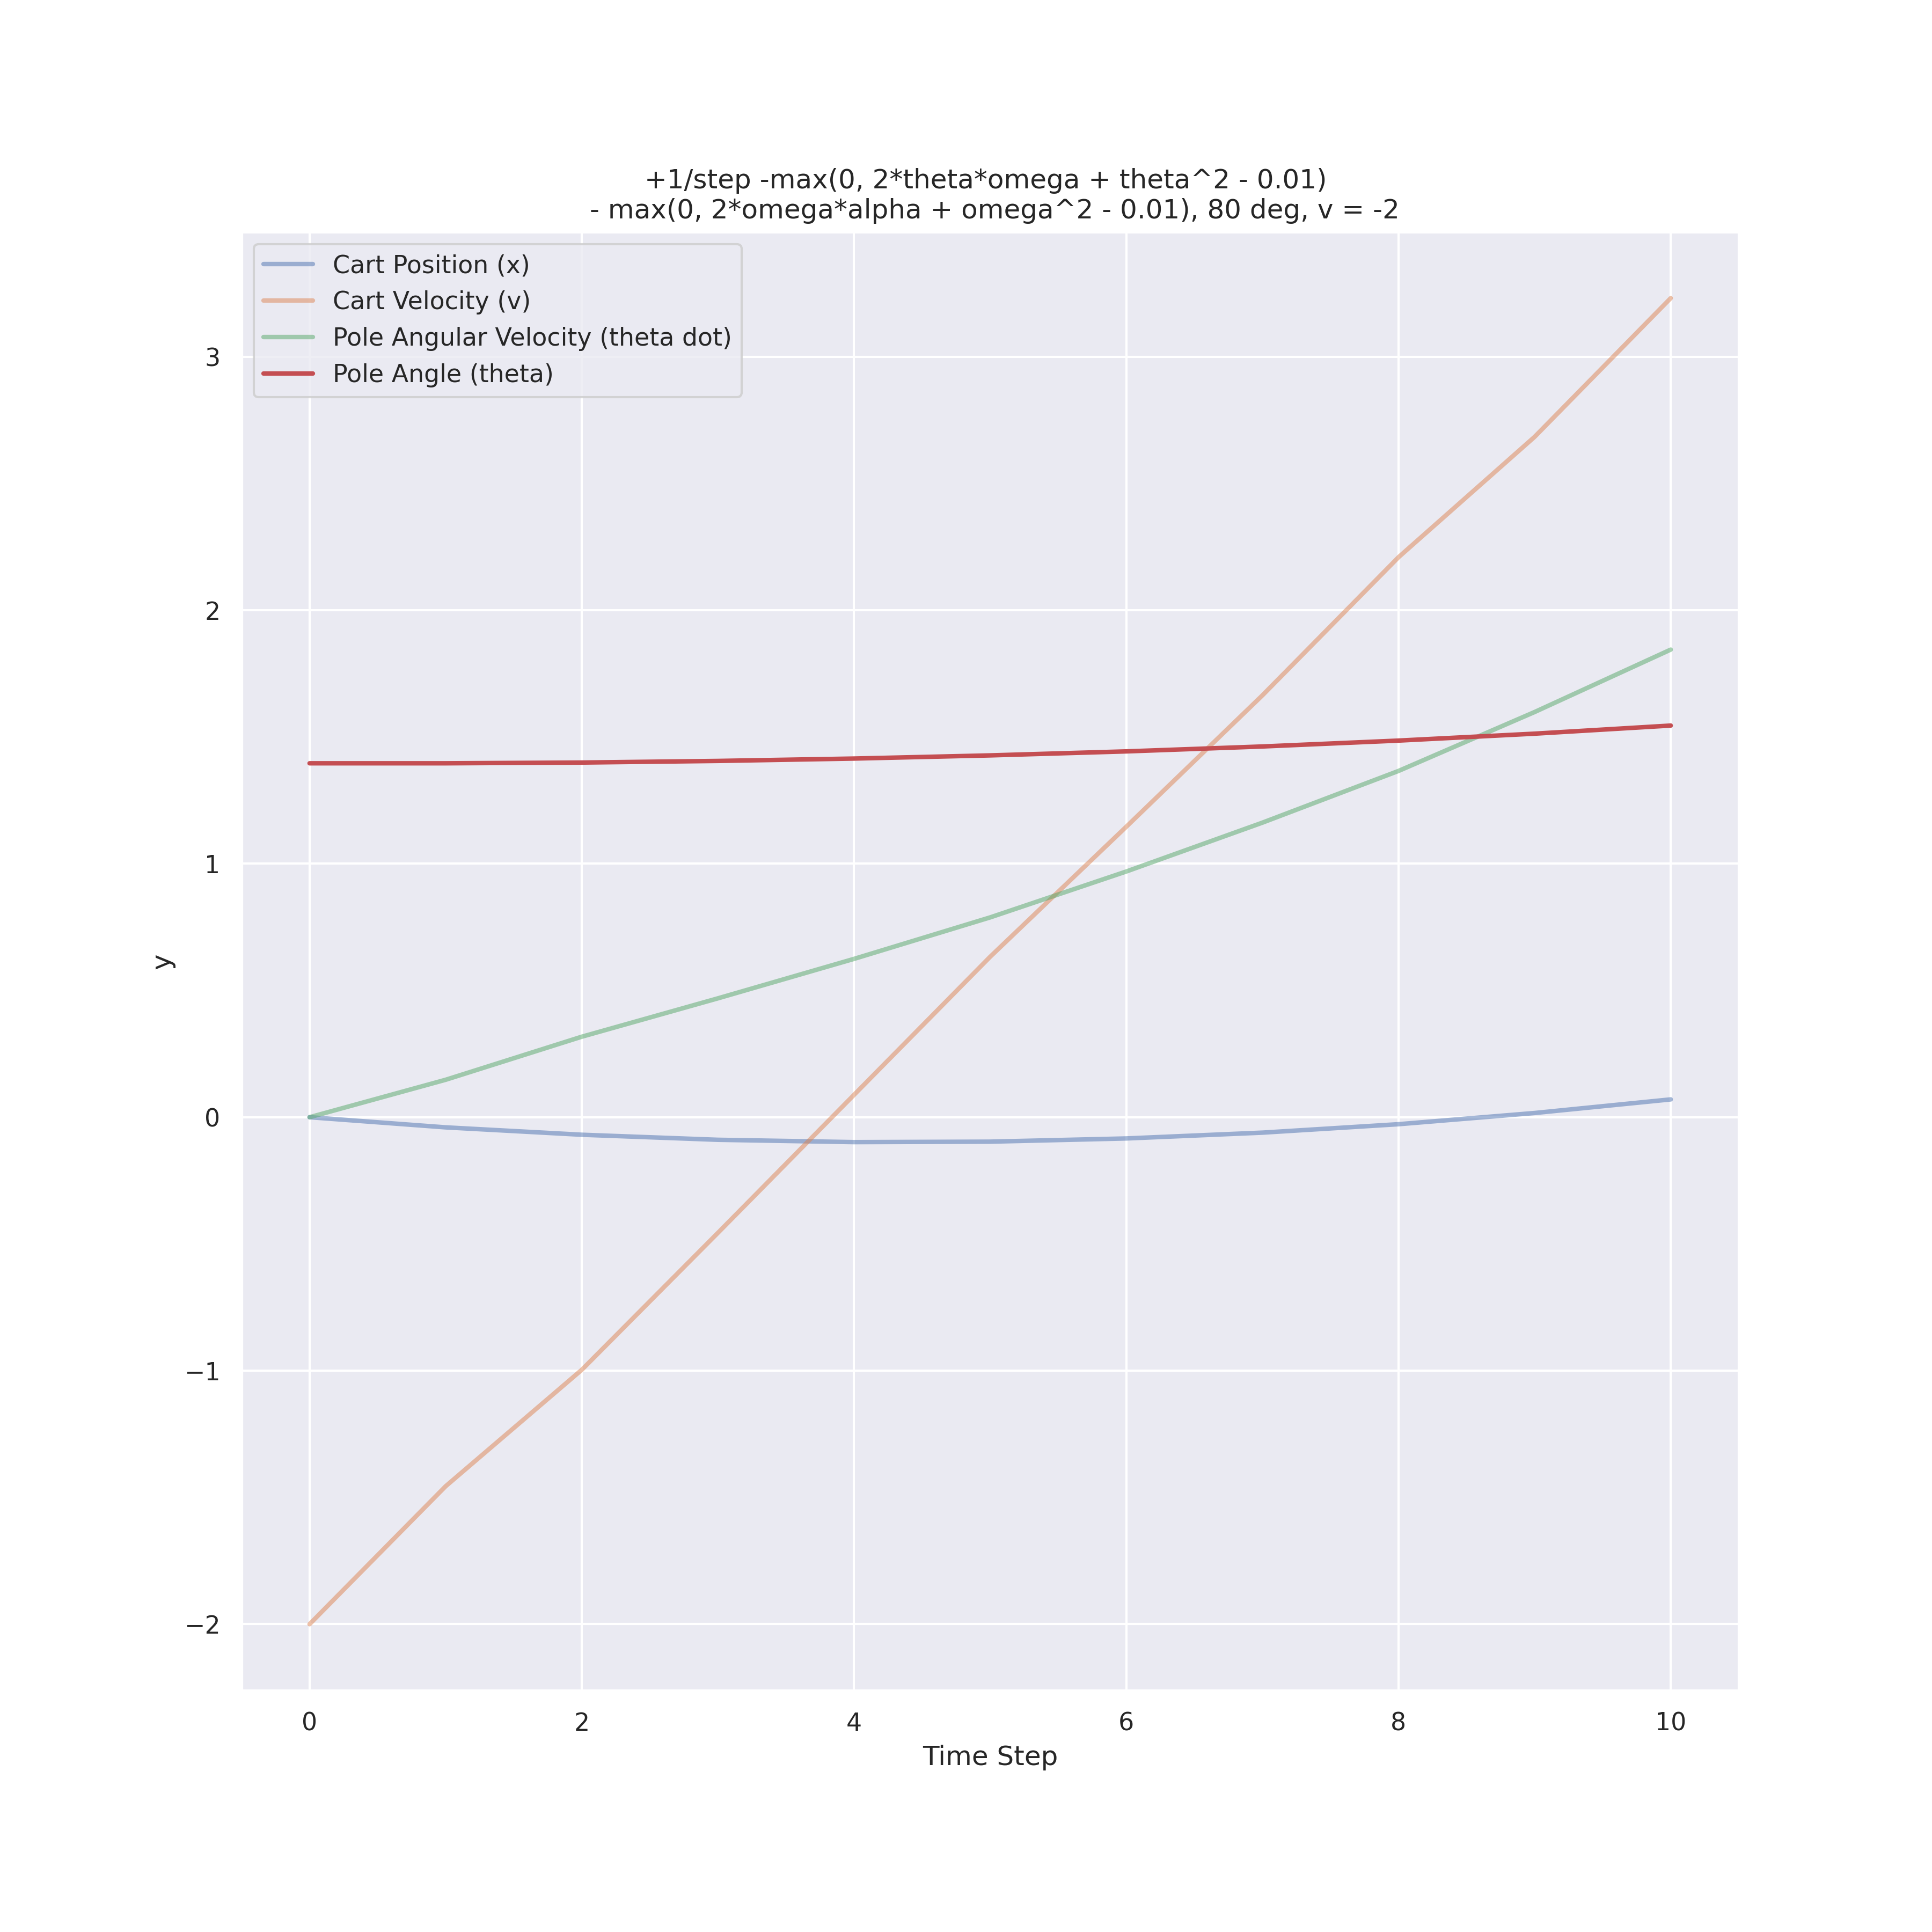 +1/step -max(0, 2*theta*omega + theta^2 - 0.01)
- max(0, 2*omega*alpha + omega^2 - 0.01), 80 deg, v = -2
Cart Position (x)
Cart Velocity (v)
Pole Angular Velocity (theta dot)
Pole Angle (theta)
3
2
1
0
−1
−2
y
0 2 4 6 8 10
Time Step